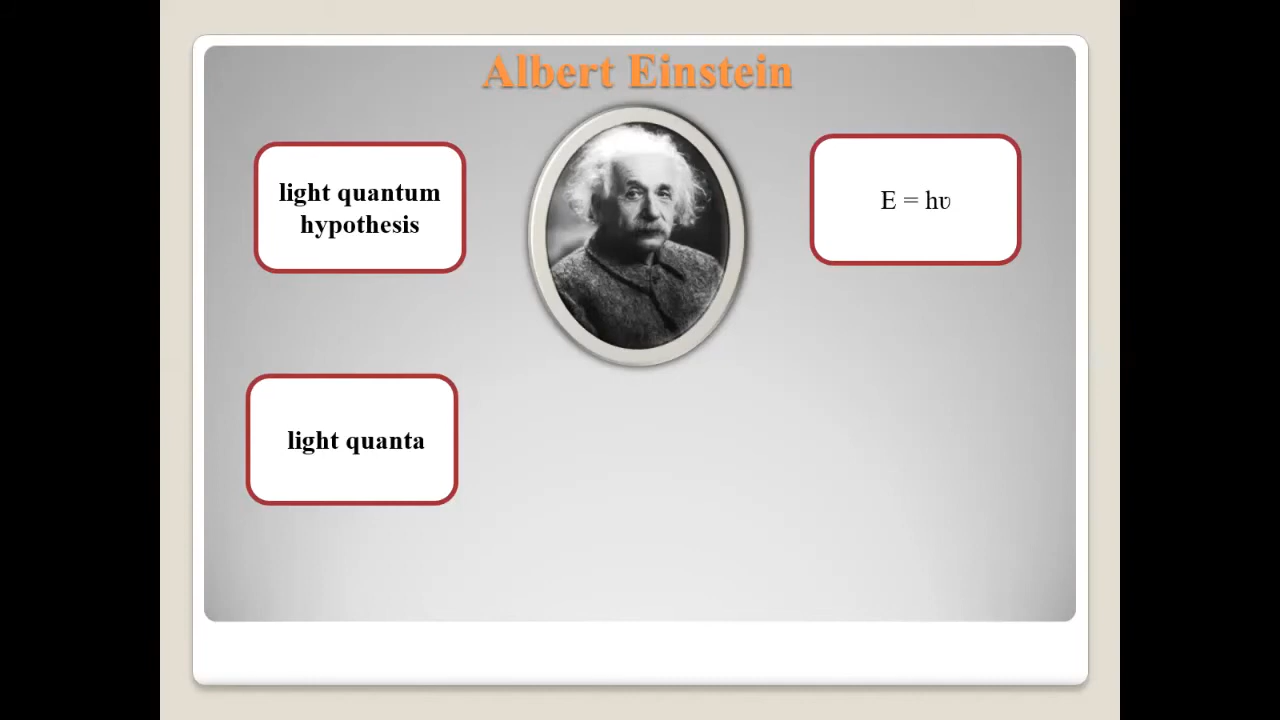 Albert Einstein
light quantum
hypothesis
E = hυ
light quanta